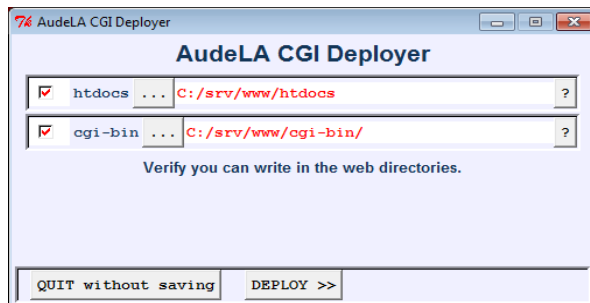 AudeLA CGI Deployer
AudeLA CGI Deployer
htdocs ... C:/srv/www/htdocs ?
cgi-bin ... C:/srv/www/cgi-bin/ ?
Verify you can write in the web directories.
QUIT without saving DEPLOY >>